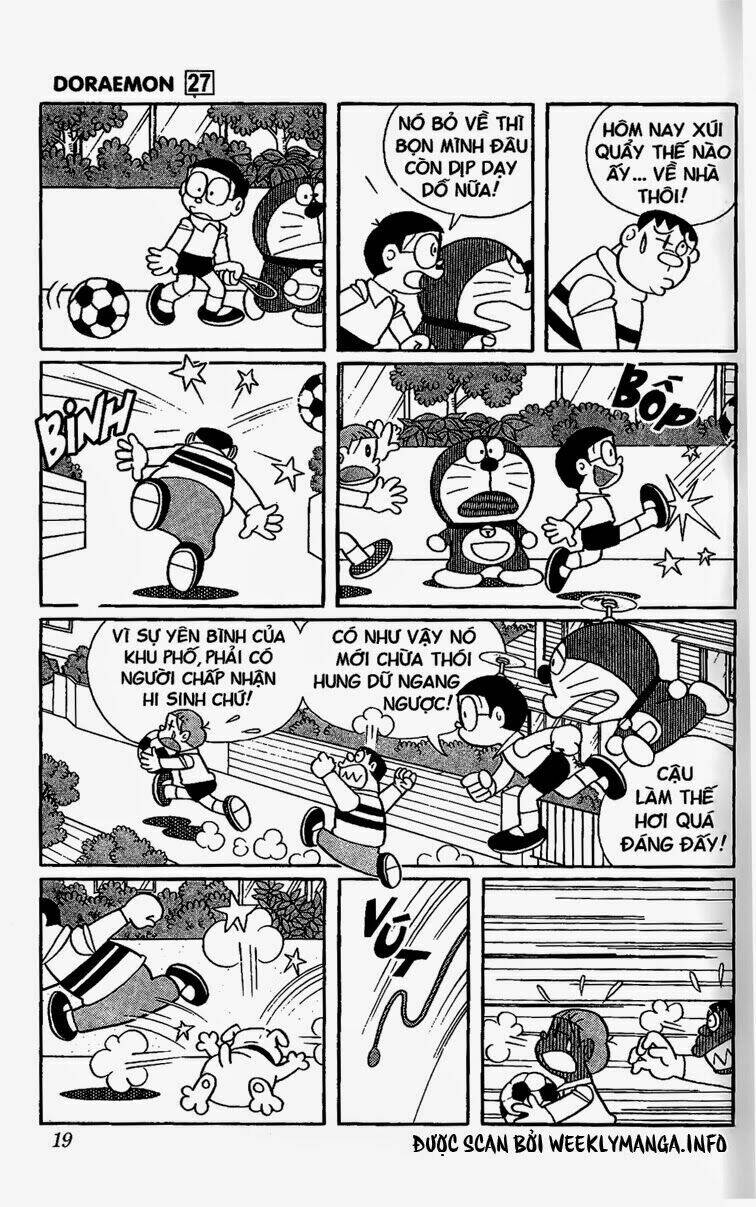 DORAEMON 27
NÓ BỎ VỀ THÌ
BỌN MÌNH ĐÂU
CÒN DỊP DẠY
DỖ NỮA!
HÔM NAY XÚI
QUẨY THẾ NÀO
ẤY... VỀ NHÀ
THÔI!
BINH
BỐP
VÌ SỰ YÊN BÌNH CỦA
KHU PHỐ, PHẢI CÓ
NGƯỜI CHẤP NHẬN
HI SINH CHỨ!
CÓ NHƯ VẬY NÓ
MỚI CHỪA THÓI
HUNG DỮ NGANG
NGƯỢC!
CẬU
LÀM THẾ
HƠI QUÁ
ĐÁNG ĐẤY!
VÚT
19
ĐƯỢC SCAN BỞI WEEKLYMANGA.INFO